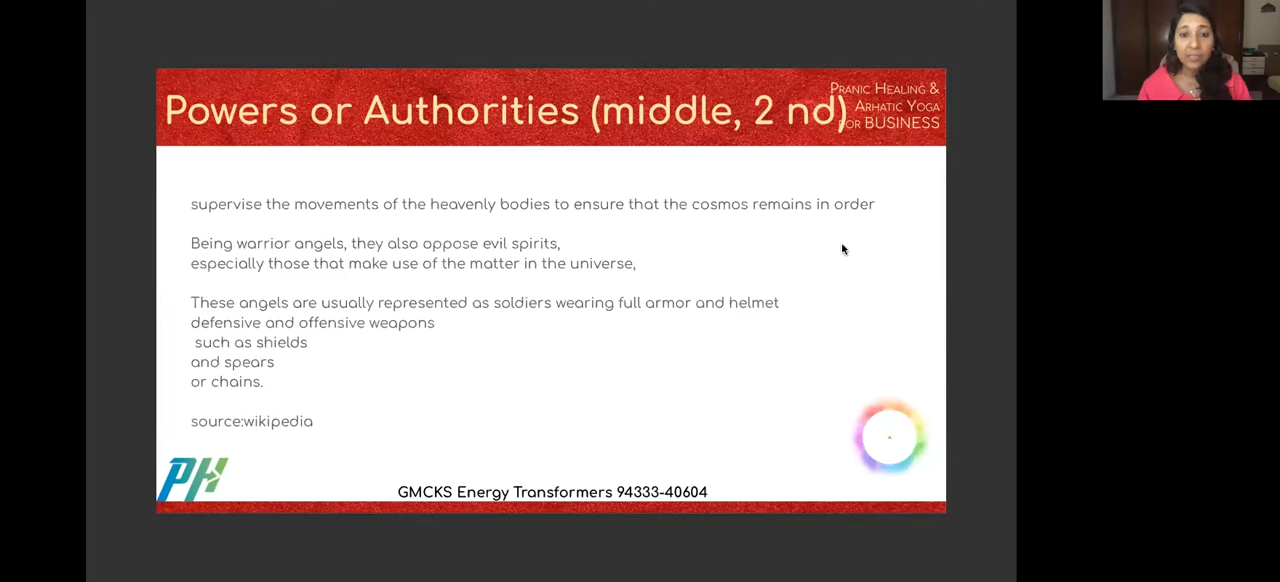 Powers or Authorities (middle, 2 nd)
PRANIC HEALING &
ARHATIC YOGA
FOR BUSINESS
supervise the movements of the heavenly bodies to ensure that the cosmos remains in order
Being warrior angels, they also oppose evil spirits,
especially those that make use of the matter in the universe,
These angels are usually represented as soldiers wearing full armor and helmet
defensive and offensive weapons
such as shields
and spears
or chains.
source:wikipedia
PH
GMCKS Energy Transformers 94333-40604